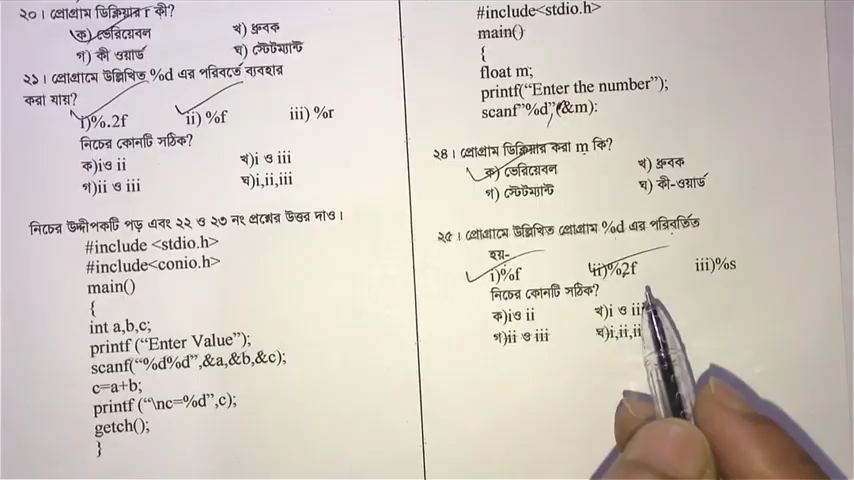 ২০। প্রোগ্রাম ডিক্লিয়ার r কী?
ক) ভেরিয়েবল
খ) ধ্রুবক
গ) কী ওয়ার্ড
ঘ) স্টেটম্যান্ট
২১। প্রোগ্রামে উল্লিখিত %d এর পরিবর্তে ব্যবহার
করা যায়?
i)%.2f
ii) %f
iii) %r
নিচের কোনটি সঠিক?
ক)i ও ii
খ)i ও iii
গ)ii ও iii
ঘ)i,ii,iii
নিচের উদ্দীপকটি পড় এবং ২২ ও ২৩ নং প্রশ্নের উত্তর দাও।
#include <stdio.h>
#include<conio.h>
main()
{
int a,b,c;
printf (“Enter Value”);
scanf(“%d%d”,&a,&b,&c);
c=a+b;
printf (“\nc=%d”,c);
getch();
}
#include<stdio.h>
main()
{
float m;
printf(“Enter the number”);
scanf”%d”(&m):
২৪। প্রোগ্রাম ডিক্লিয়ার করা m কি?
ক) ভেরিয়েবল
খ) ধ্রুবক
গ) স্টেটম্যান্ট
ঘ) কী-ওয়ার্ড
২৫। প্রোগ্রামে উল্লিখিত প্রোগ্রাম %d এর পরিবর্তিত
হয়-
i)%f
ii)%2f
iii)%s
নিচের কোনটি সঠিক?
ক)i ও ii
খ)i ও iii
গ)ii ও iii
ঘ)i,ii,ii